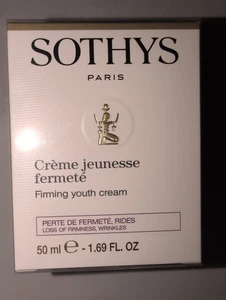 SOTHYS
PARIS
Crème jeunesse
fermeté
Firming youth cream
PERTE DE FERMETÉ, RIDES
LOSS OF FIRMNESS, WRINKLES
50 ml e - 1.69 FL. OZ